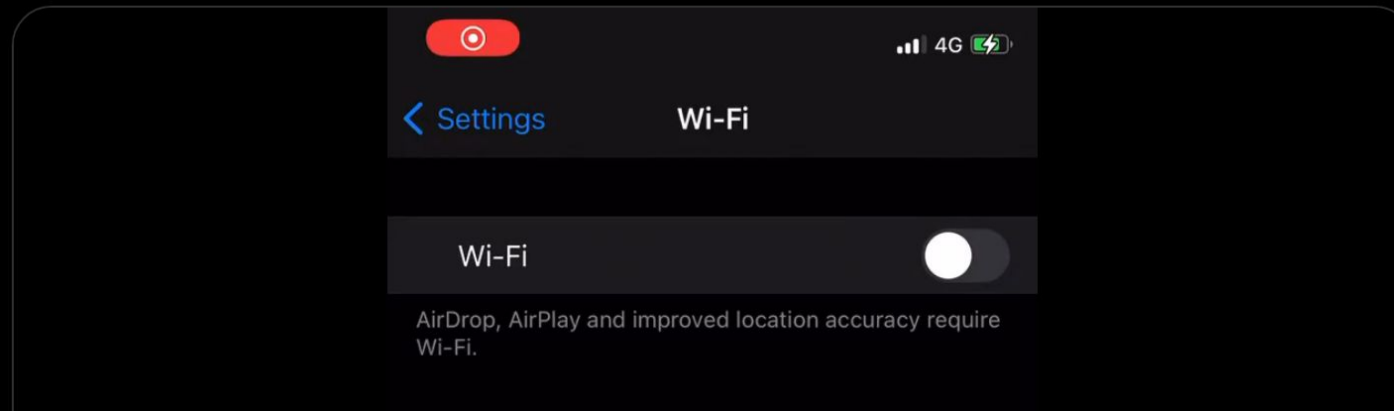 4G
Settings
Wi-Fi
Wi-Fi
AirDrop, AirPlay and improved location accuracy require
Wi-Fi.